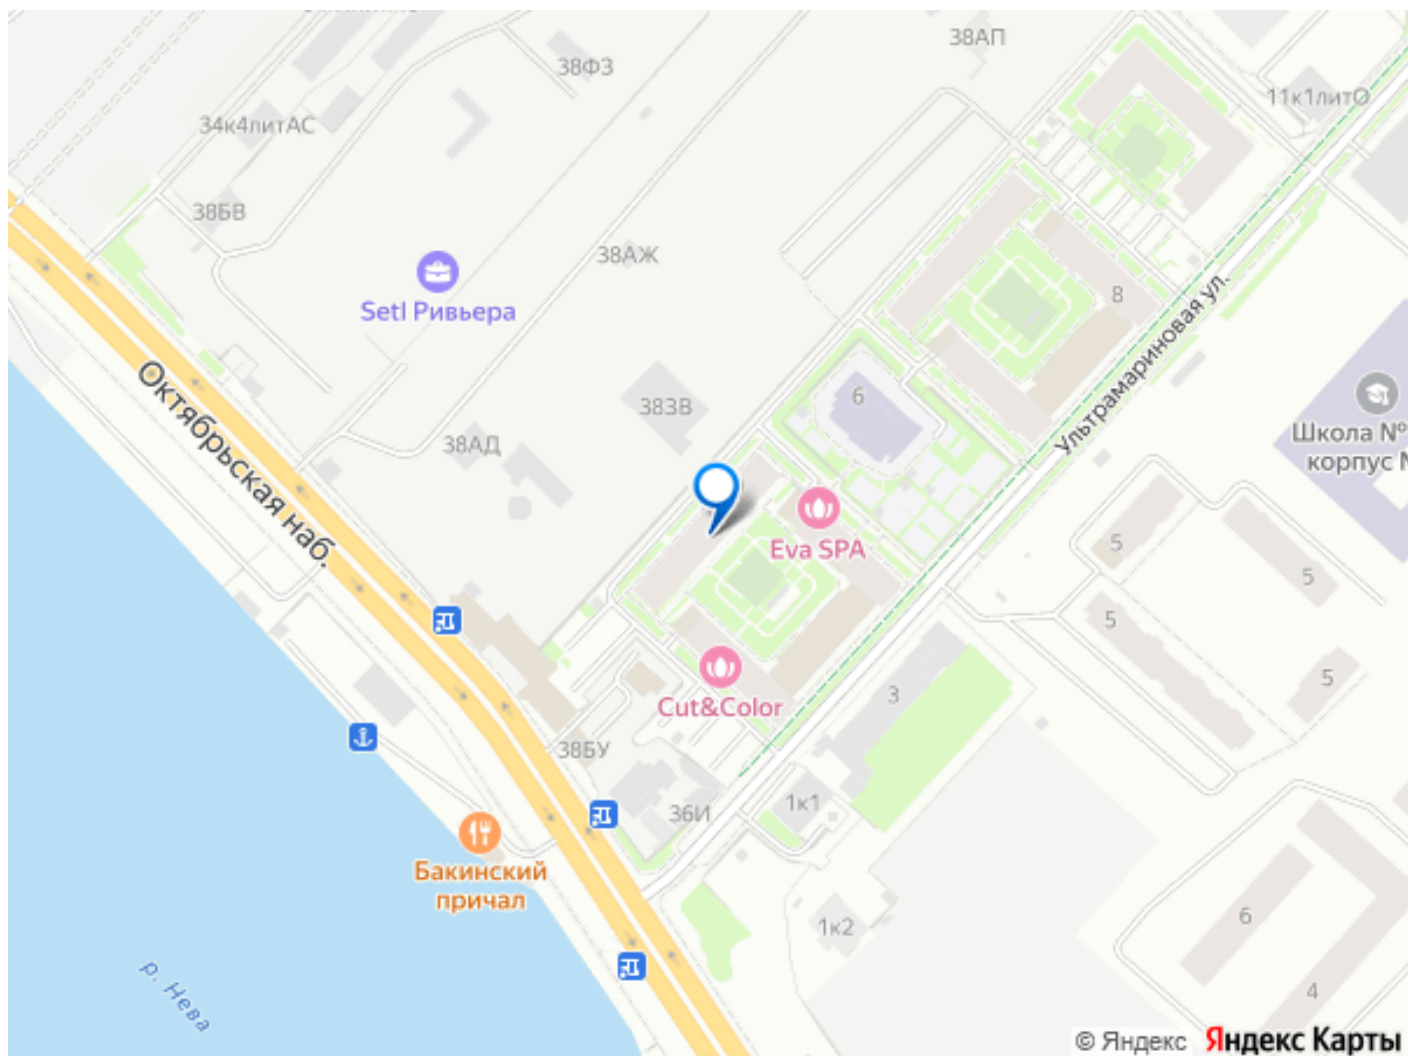 38АП
38ФЗ
11к1литО
34к4литАС
38БВ
38АЖ
Setl Ривьера
8
Ультрамариновая ул.
6
38ЗВ
Октябрьская наб.
38АД
Школа №
корпус
Eva SPA
5
5
5
5
Cut&Color
3
38БУ
1к1
36И
Бакинский
причал
1к2
6
р. Нева
4
© Яндекс Яндекс Карты